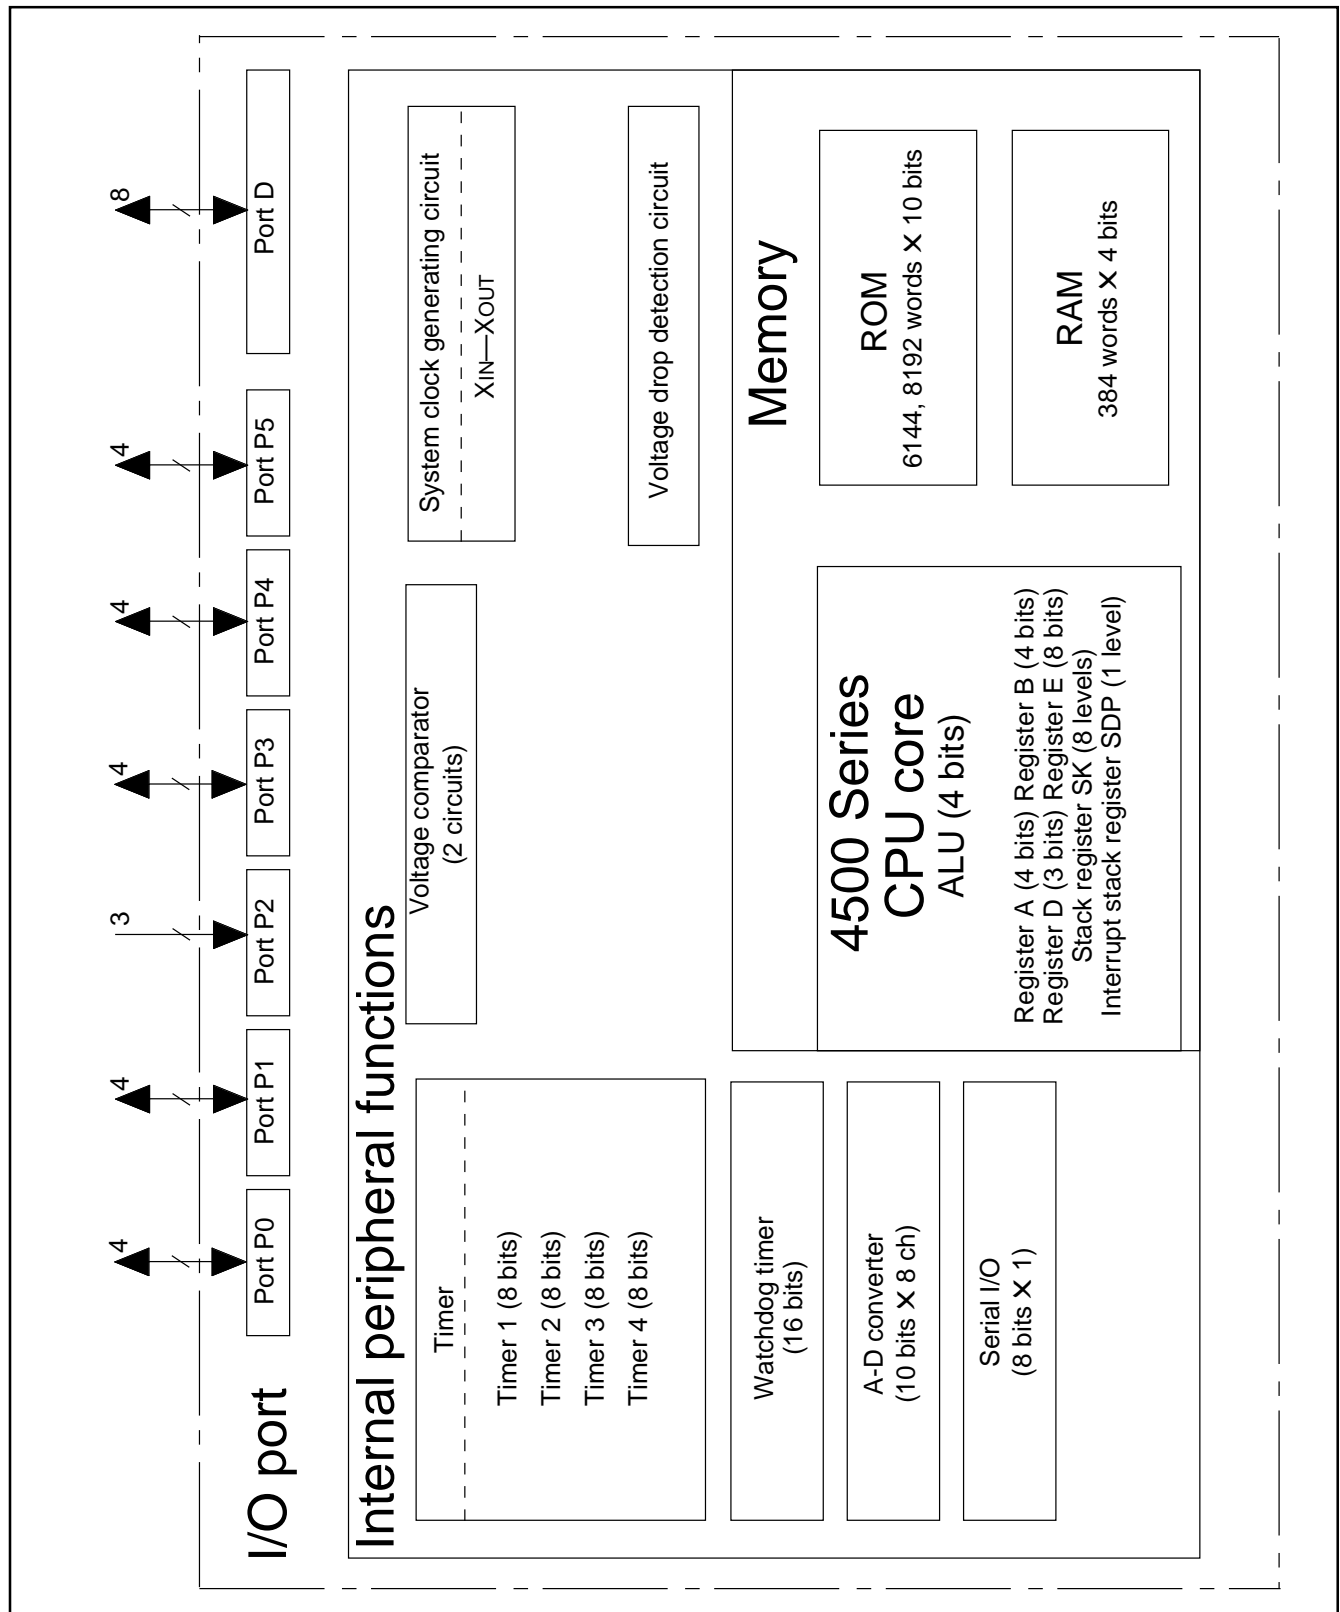 4
4
3
4
4
4
8
I/O port
Port P0
Port P1
Port P2
Port P3
Port P4
Port P5
Port D
Internal peripheral functions
Timer
Timer 1 (8 bits)
Timer 2 (8 bits)
Timer 3 (8 bits)
Timer 4 (8 bits)
Watchdog timer
(16 bits)
A-D converter
(10 bits ✕ 8 ch)
Serial I/O
(8 bits ✕ 1)
Voltage comparator
(2 circuits)
System clock generating circuit
XIN—XOUT
Voltage drop detection circuit
4500 Series
CPU core
ALU (4 bits)
Register A (4 bits) Register B (4 bits)
Register D (3 bits) Register E (8 bits)
Stack register SK (8 levels)
Interrupt stack register SDP (1 level)
Memory
ROM
6144, 8192 words ✕ 10 bits
RAM
384 words ✕ 4 bits